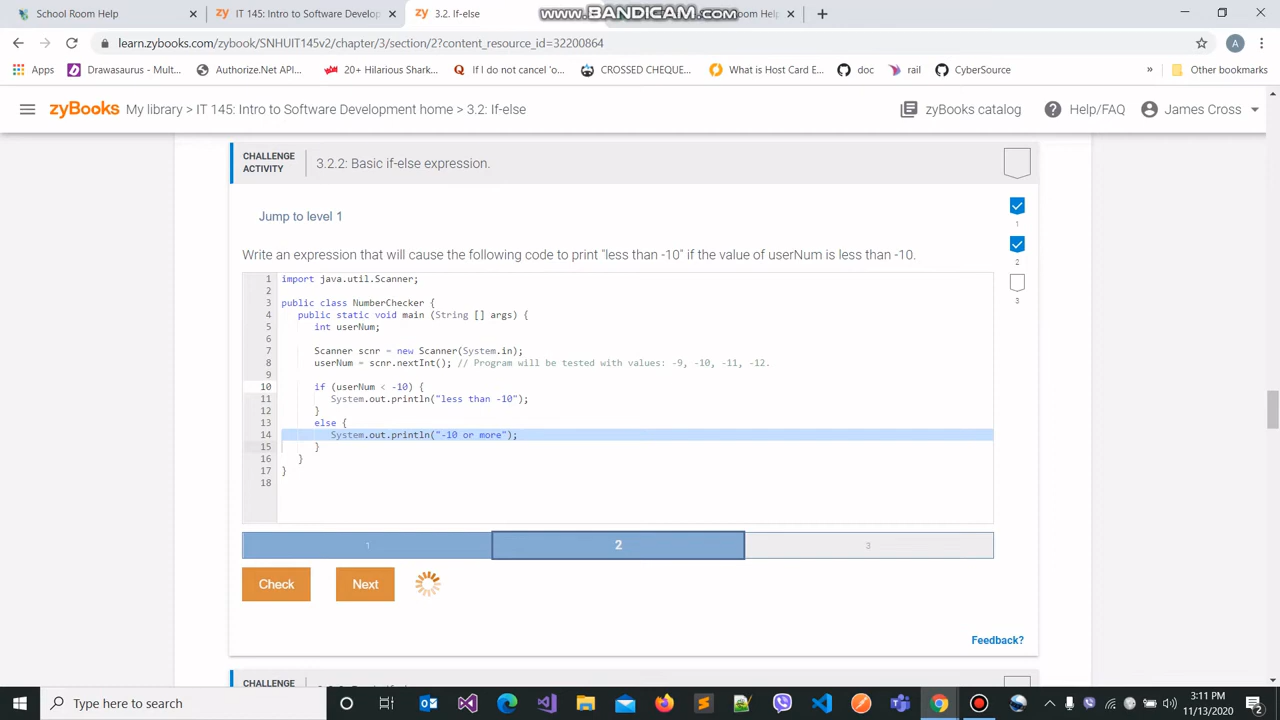 School Room Help
IT 145: Intro to Software Develop
3.2. If-else
www.BANDICAM.com
oom Help
learn.zybooks.com/zybook/SNHUIT145v2/chapter/3/section/2?content_resource_id=32200864
A
Apps
Drawasaurus - Mult...
Authorize.Net API...
20+ Hilarious Shark...
If I do not cancel 'o...
CROSSED CHEQUE...
What is Host Card E...
doc
rail
CyberSource
»
Other bookmarks
zyBooks My library > IT 145: Intro to Software Development home > 3.2: If-else
zyBooks catalog
Help/FAQ
James Cross
CHALLENGE
ACTIVITY
3.2.2: Basic if-else expression.
Jump to level 1
1
2
3
Write an expression that will cause the following code to print "less than -10" if the value of userNum is less than -10.
1 import java.util.Scanner;
2
3 public class NumberChecker {
4 public static void main (String [] args) {
5 int userNum;
6
7 Scanner scnr = new Scanner(System.in);
8 userNum = scnr.nextInt(); // Program will be tested with values: -9, -10, -11, -12.
9
10 if (userNum < -10) {
11 System.out.println("less than -10");
12 }
13 else {
14 System.out.println("-10 or more");
15 }
16 }
17 }
18
1
2
3
Check
Next
Feedback?
CHALLENGE
Type here to search
3:11 PM
11/13/2020
2